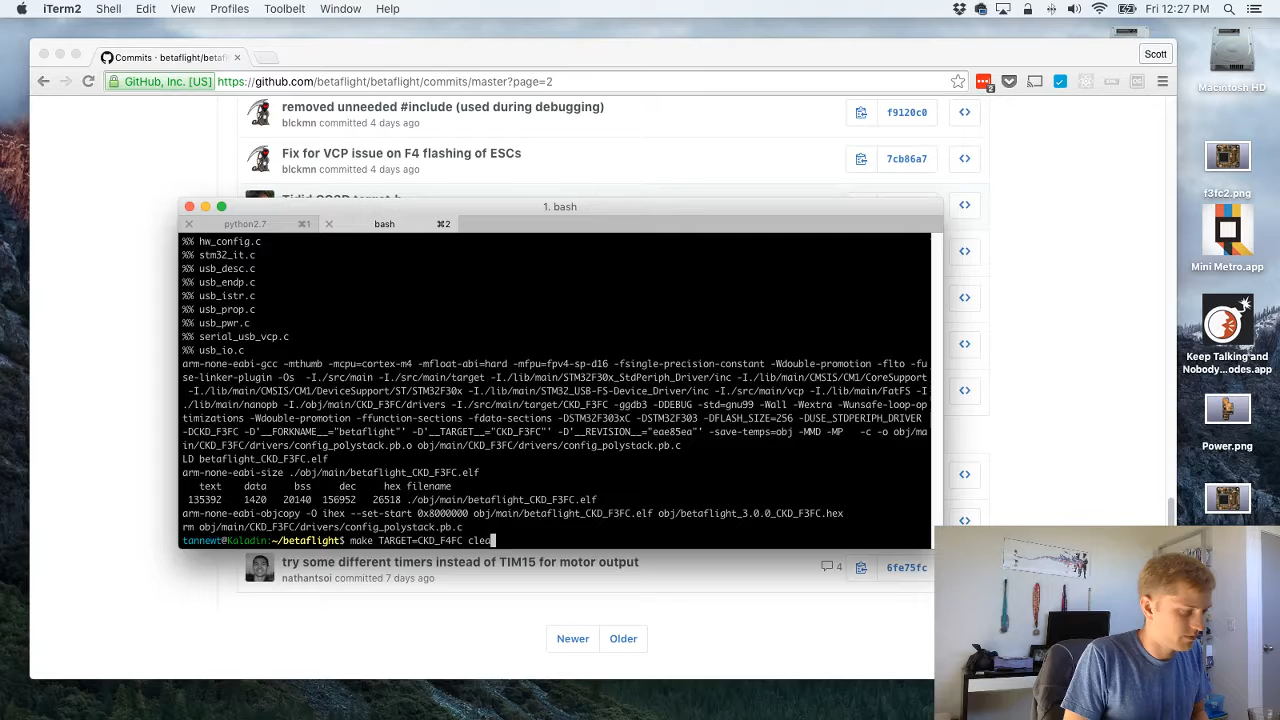 iTerm2 Shell Edit View Profiles Toolbelt Window Help
Fri 12:27 PM
Commits · betaflight/betaf
Scott
GitHub, Inc. [US] https://github.com/betaflight/betaflight/commits/master?page=2
Macintosh HD
removed unneeded #include (used during debugging)
blckmn committed 4 days ago
f9120c0
Fix for VCP issue on F4 flashing of ESCs
blckmn committed 4 days ago
7cb86a7
f3fc2.png
1. bash
python2.7 ⌘1
bash ⌘2
%% hw_config.c
%% stm32_it.c
%% usb_desc.c
%% usb_endp.c
%% usb_istr.c
%% usb_prop.c
%% usb_pwr.c
%% serial_usb_vcp.c
%% usb_io.c
arm-none-eabi-gcc -mthumb -mcpu=cortex-m4 -mfloat-abi=hard -mfpu=fpv4-sp-d16 -fsingle-precision-constant -Wdouble-promotion -flto -fu
se-linker-plugin -Os -I./src/main -I./src/main/target -I./lib/main/STM32F30x_StdPeriph_Driver/inc -I./lib/main/CMSIS/CM1/CoreSupport
-I./lib/main/CMSIS/CM1/DeviceSupport/ST/STM32F30x -I./lib/main/STM32_USB-FS-Device_Driver/inc -I./src/main/vcp -I./lib/main/FatFS -I
./lib/main/nanopb -I./obj/main/CKD_F3FC/drivers -I./src/main/target/CKD_F3FC -ggdb3 -DDEBUG -std=gnu99 -Wall -Wextra -Wunsafe-loop-op
timizations -Wdouble-promotion -ffunction-sections -fdata-sections -DSTM32F303xC -DSTM32F303 -DFLASH_SIZE=256 -DUSE_STDPERIPH_DRIVER
-DCKD_F3FC -D'__FORKNAME__="betaflight"' -D'__TARGET__="CKD_F3FC"' -D'__REVISION__="eae85ea"' -save-temps=obj -MMD -MP -c -o obj/ma
in/CKD_F3FC/drivers/config_polystack.pb.o obj/main/CKD_F3FC/drivers/config_polystack.pb.c
LD betaflight_CKD_F3FC.elf
arm-none-eabi-size ./obj/main/betaflight_CKD_F3FC.elf
text data bss dec hex filename
135392 1420 20140 156952 26518 ./obj/main/betaflight_CKD_F3FC.elf
arm-none-eabi-objcopy -O ihex --set-start 0x8000000 obj/main/betaflight_CKD_F3FC.elf obj/betaflight_3.0.0_CKD_F3FC.hex
rm obj/main/CKD_F3FC/drivers/config_polystack.pb.c
tannewt@Kaladin:~/betaflight$ make TARGET=CKD_F4FC clea
Mini Metro.app
Keep Talking and
Nobody...odes.app
Power.png
try some different timers instead of TIM15 for motor output
nathantsoi committed 7 days ago
4
6fe75fc
Newer
Older